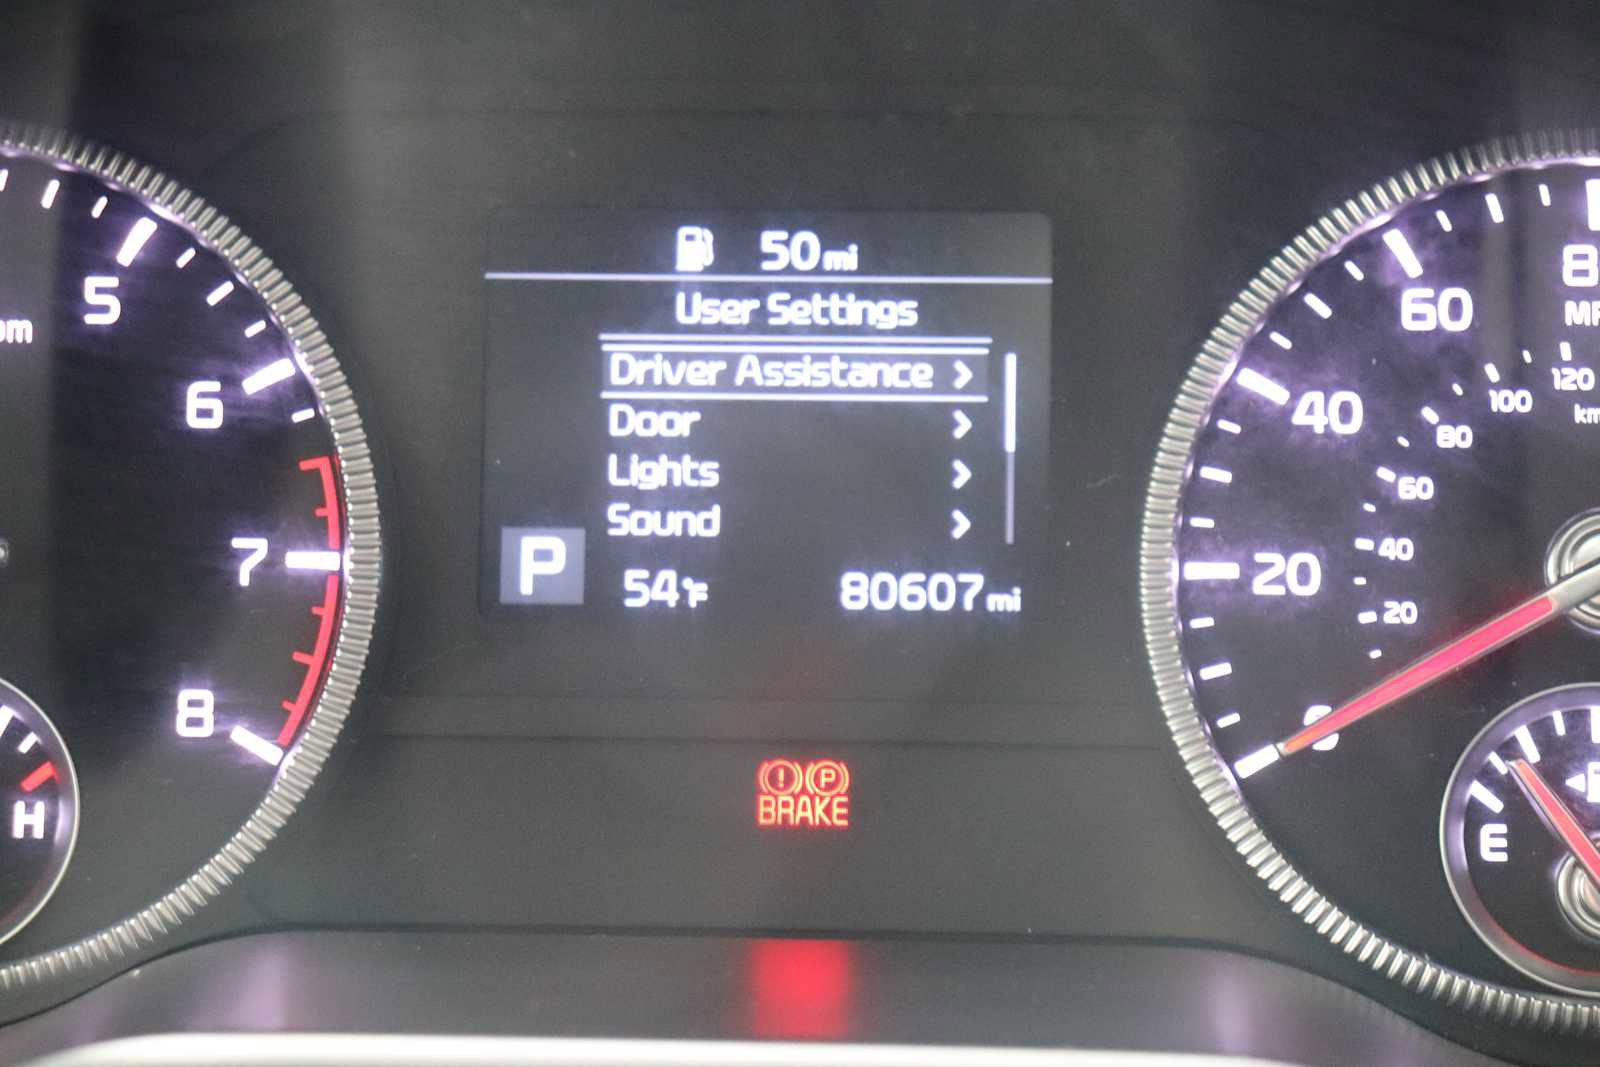 50mi
User Settings
Driver Assistance >
Door >
Lights >
Sound >
P
54°F
80607mi
! P
BRAKE
5
6
7
8
H
60
40
20
120
100
80
60
40
20
E